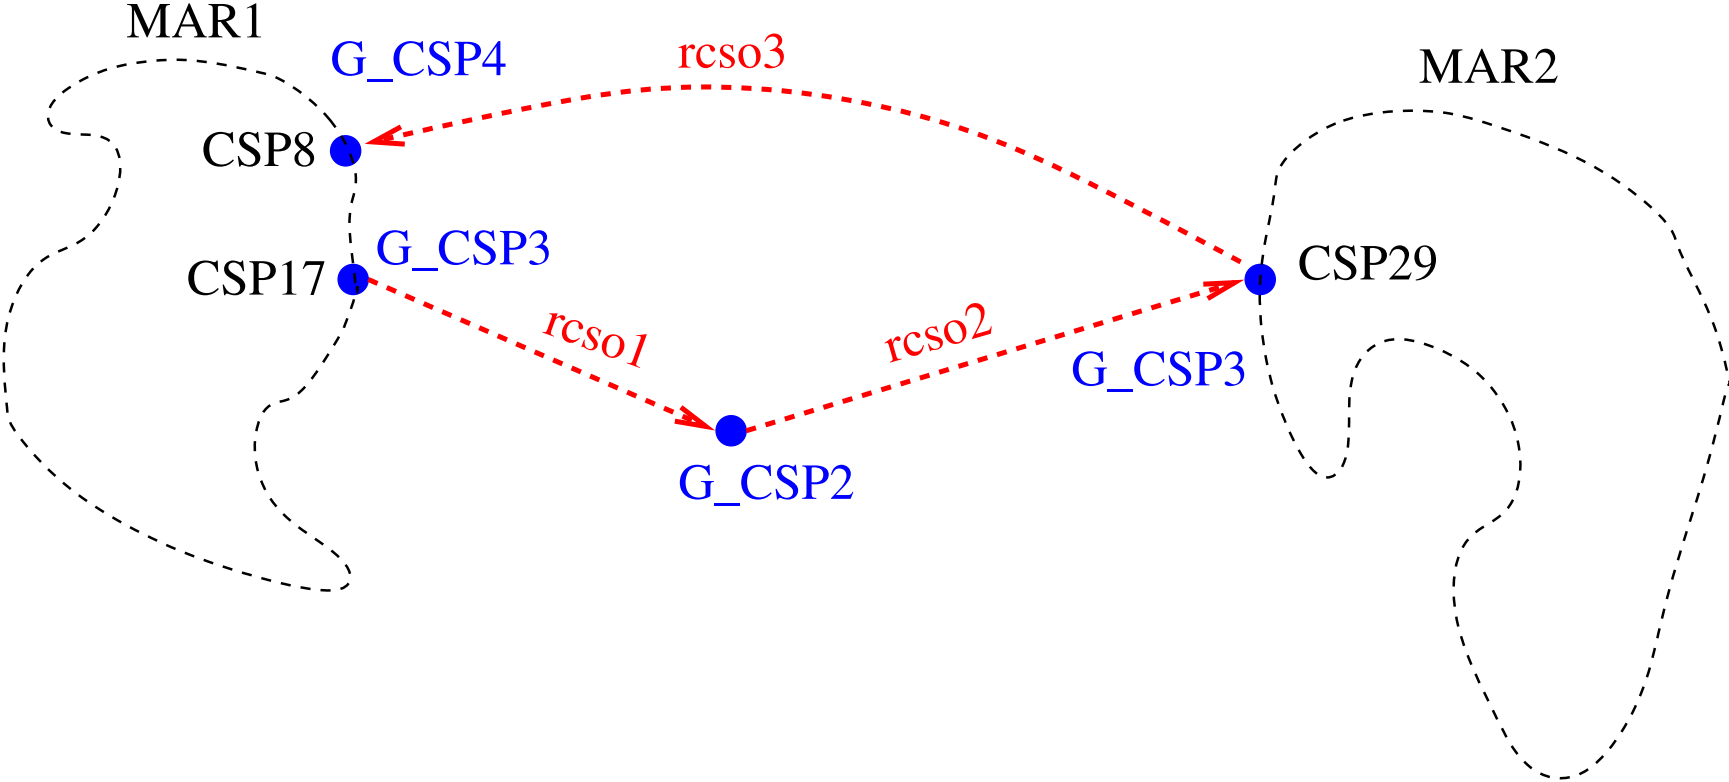 MAR1
G_CSP4
rcso3
MAR2
CSP8
CSP17
G_CSP3
CSP29
rcso1
rcso2
G_CSP3
G_CSP2